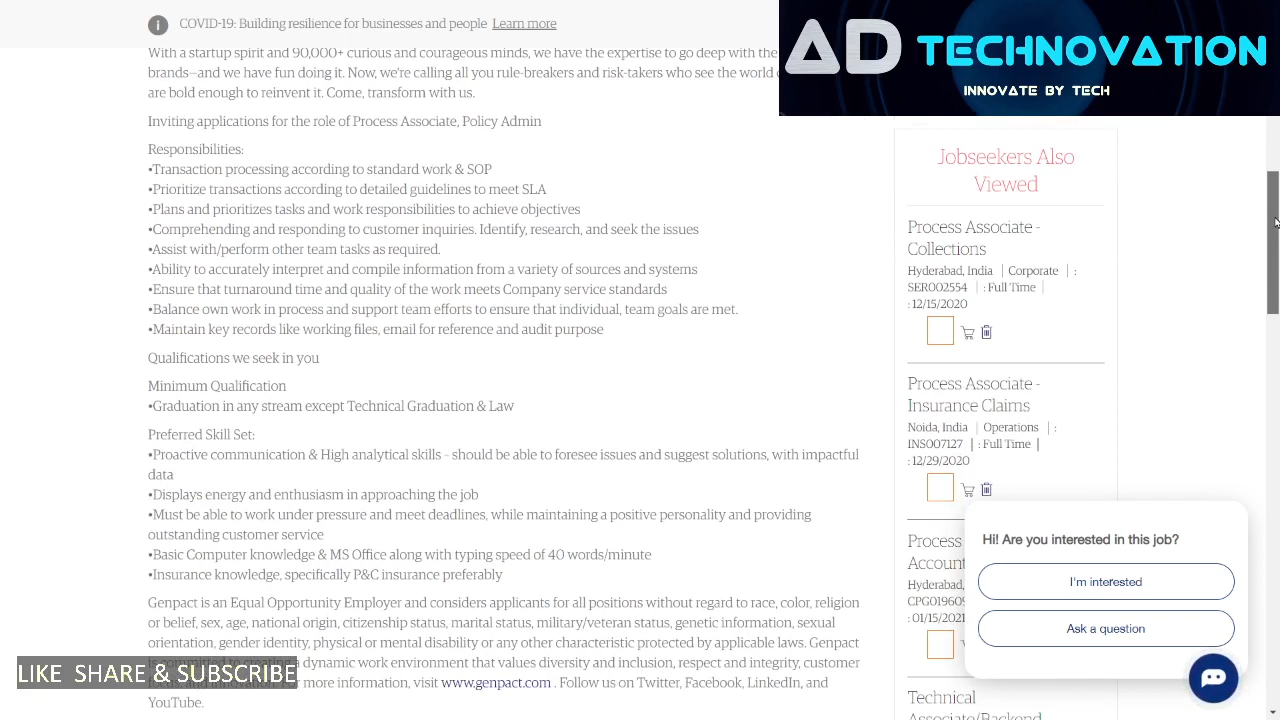 COVID-19: Building resilience for businesses and people Learn more
With a startup spirit and 90,000+ curious and courageous minds, we have the expertise to go deep with the
brands—and we have fun doing it. Now, we're calling all you rule-breakers and risk-takers who see the world
are bold enough to reinvent it. Come, transform with us.
Inviting applications for the role of Process Associate, Policy Admin
Responsibilities:
•Transaction processing according to standard work & SOP
•Prioritize transactions according to detailed guidelines to meet SLA
•Plans and prioritizes tasks and work responsibilities to achieve objectives
•Comprehending and responding to customer inquiries. Identify, research, and seek the issues
•Assist with/perform other team tasks as required.
•Ability to accurately interpret and compile information from a variety of sources and systems
•Ensure that turnaround time and quality of the work meets Company service standards
•Balance own work in process and support team efforts to ensure that individual, team goals are met.
•Maintain key records like working files, email for reference and audit purpose
Qualifications we seek in you
Minimum Qualification
•Graduation in any stream except Technical Graduation & Law
Preferred Skill Set:
•Proactive communication & High analytical skills – should be able to foresee issues and suggest solutions, with impactful
data
•Displays energy and enthusiasm in approaching the job
•Must be able to work under pressure and meet deadlines, while maintaining a positive personality and providing
outstanding customer service
•Basic Computer knowledge & MS Office along with typing speed of 40 words/minute
•Insurance knowledge, specifically P&C insurance preferably
Genpact is an Equal Opportunity Employer and considers applicants for all positions without regard to race, color, religion
or belief, sex, age, national origin, citizenship status, marital status, military/veteran status, genetic information, sexual
orientation, gender identity, physical or mental disability or any other characteristic protected by applicable laws. Genpact
dynamic work environment that values diversity and inclusion, respect and integrity, customer
more information, visit www.genpact.com . Follow us on Twitter, Facebook, LinkedIn, and
YouTube.
LIKE SHARE & SUBSCRIBE
AD TECHNOVATION
INNOVATE BY TECH
Jobseekers Also
Viewed
Process Associate -
Collections
Hyderabad, India | Corporate | :
SER002554 | : Full Time |
: 12/15/2020
Process Associate -
Insurance Claims
Noida, India | Operations | :
INS007127 | : Full Time |
: 12/29/2020
Process
Account
Hyderabad,
CPG019609
: 01/15/2021
Technical
Associate/Backend
Hi! Are you interested in this job?
I'm interested
Ask a question